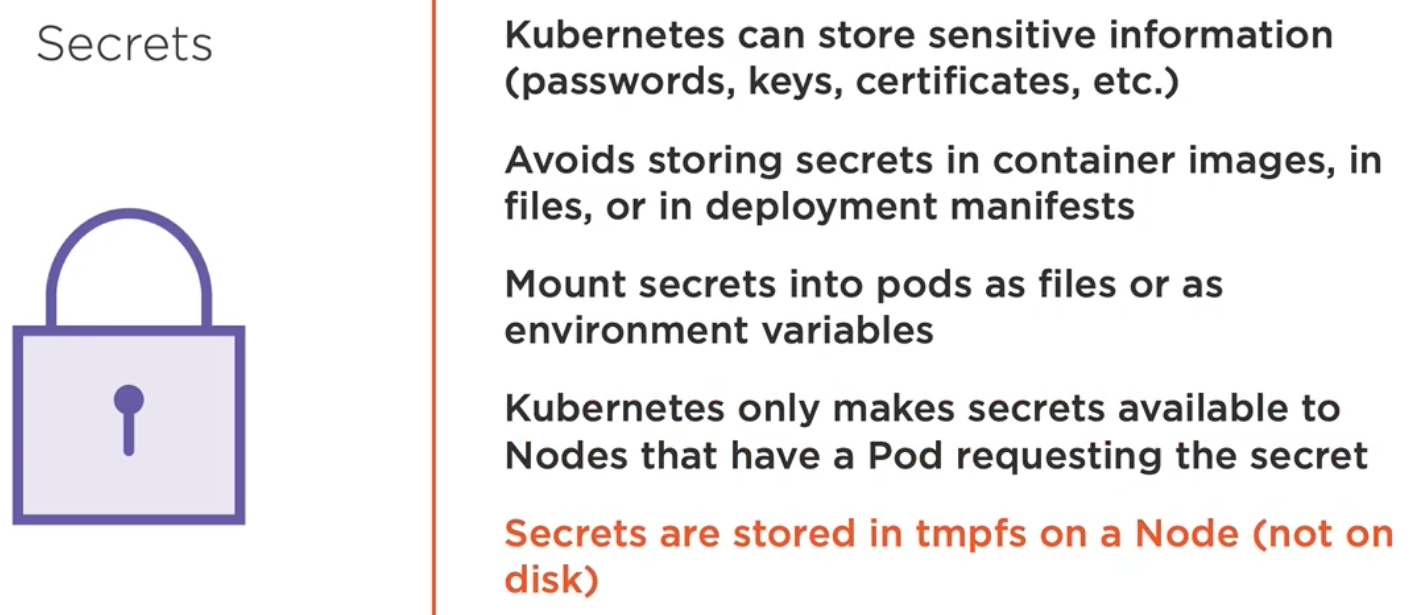 Secrets
Kubernetes can store sensitive information
(passwords, keys, certificates, etc.)
Avoids storing secrets in container images, in
files, or in deployment manifests
Mount secrets into pods as files or as
environment variables
Kubernetes only makes secrets available to
Nodes that have a Pod requesting the secret
Secrets are stored in tmpfs on a Node (not on
disk)